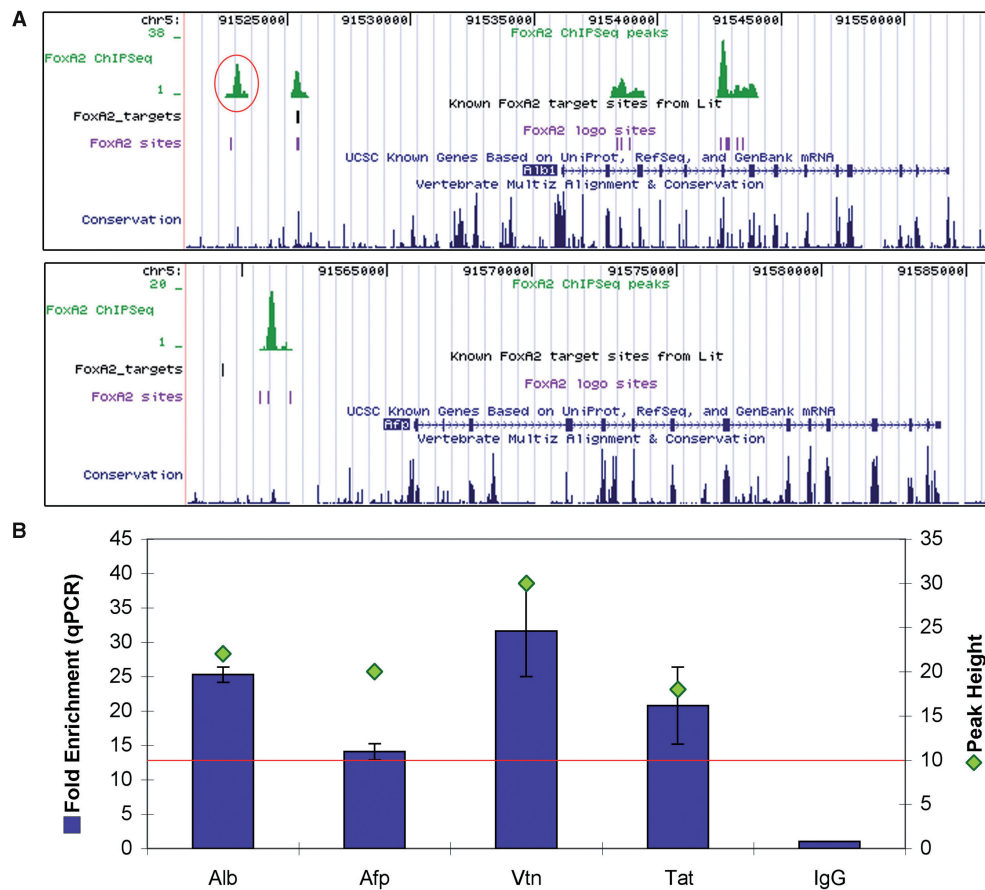 A
chr5: 91525000 91530000 91535000 91540000 91545000 91550000
38 FoxA2 ChIPSeq peaks
FoxA2 ChIPSeq
1
Known FoxA2 target sites from Lit
FoxA2_targets
FoxA2 logo sites
FoxA2 sites
UCSC Known Genes Based on UniProt, RefSeq, and GenBank mRNA
Alb1
Vertebrate Multiz Alignment & Conservation
Conservation
chr5: 91565000 91570000 91575000 91580000 91585000
20 FoxA2 ChIPSeq peaks
FoxA2 ChIPSeq
1
Known FoxA2 target sites from Lit
FoxA2_targets
FoxA2 logo sites
FoxA2 sites
UCSC Known Genes Based on UniProt, RefSeq, and GenBank mRNA
Afp
Vertebrate Multiz Alignment & Conservation
Conservation
B
Fold Enrichment (qPCR)
45
40
35
30
25
20
15
10
5
0
35
30
25
20
15
10
5
0
Peak Height
Alb Afp Vtn Tat IgG